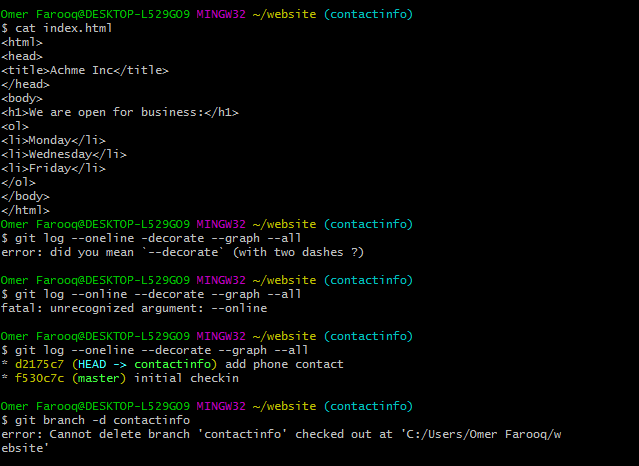 Omer Farooq@DESKTOP-L529GO9 MINGW32 ~/website (contactinfo)
$ cat index.html
<html>
<head>
<title>Achme Inc</title>
</head>
<body>
<h1>We are open for business:</h1>
<ol>
<li>Monday</li>
<li>Wednesday</li>
<li>Friday</li>
</ol>
</body>
</html>
Omer Farooq@DESKTOP-L529GO9 MINGW32 ~/website (contactinfo)
$ git log --oneline -decorate --graph --all
error: did you mean `--decorate` (with two dashes ?)

Omer Farooq@DESKTOP-L529GO9 MINGW32 ~/website (contactinfo)
$ git log --online --decorate --graph --all
fatal: unrecognized argument: --online

Omer Farooq@DESKTOP-L529GO9 MINGW32 ~/website (contactinfo)
$ git log --oneline --decorate --graph --all
* d2175c7 (HEAD -> contactinfo) add phone contact
* f530c7c (master) initial checkin

Omer Farooq@DESKTOP-L529GO9 MINGW32 ~/website (contactinfo)
$ git branch -d contactinfo
error: Cannot delete branch 'contactinfo' checked out at 'C:/Users/Omer Farooq/w
ebsite'